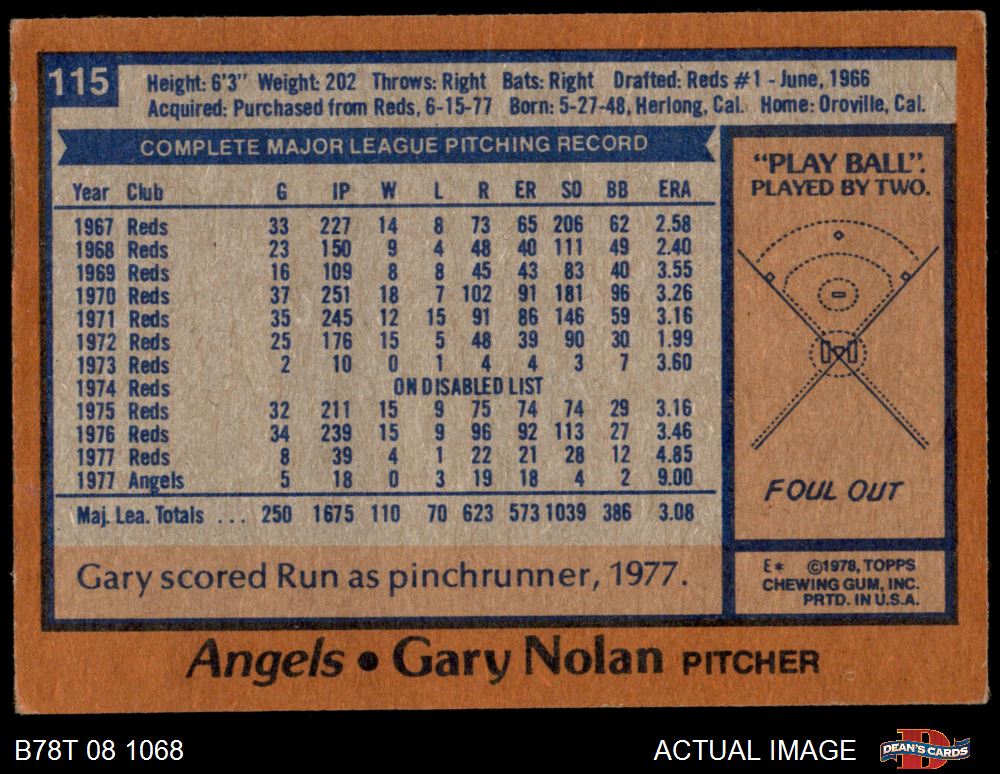 115
Height: 6'3" Weight: 202 Throws: Right Bats: Right Drafted: Reds #1 - June, 1966
Acquired: Purchased from Reds, 6-15-77 Born: 5-27-48, Herlong, Cal. Home: Oroville, Cal.
COMPLETE MAJOR LEAGUE PITCHING RECORD
Year Club G IP W L R ER SO BB ERA
1967 Reds 33 227 14 8 73 65 206 62 2.58
1968 Reds 23 150 9 4 48 40 111 49 2.40
1969 Reds 16 109 8 8 45 43 83 40 3.55
1970 Reds 37 251 18 7 102 91 181 96 3.26
1971 Reds 35 245 12 15 91 86 146 59 3.16
1972 Reds 25 176 15 5 48 39 90 30 1.99
1973 Reds 2 10 0 1 4 4 3 7 3.60
1974 Reds ON DISABLED LIST
1975 Reds 32 211 15 9 75 74 74 29 3.16
1976 Reds 34 239 15 9 96 92 113 27 3.46
1977 Reds 8 39 4 1 22 21 28 12 4.85
1977 Angels 5 18 0 3 19 18 4 2 9.00
Maj. Lea. Totals ... 250 1675 110 70 623 573 1039 386 3.08
Gary scored Run as pinchrunner, 1977.
"PLAY BALL".
PLAYED BY TWO.
FOUL OUT
E* ©1978, TOPPS
CHEWING GUM, INC.
PRTD. IN U.S.A.
Angels • Gary Nolan PITCHER
B78T 08 1068
ACTUAL IMAGE
DEAN'S CARDS